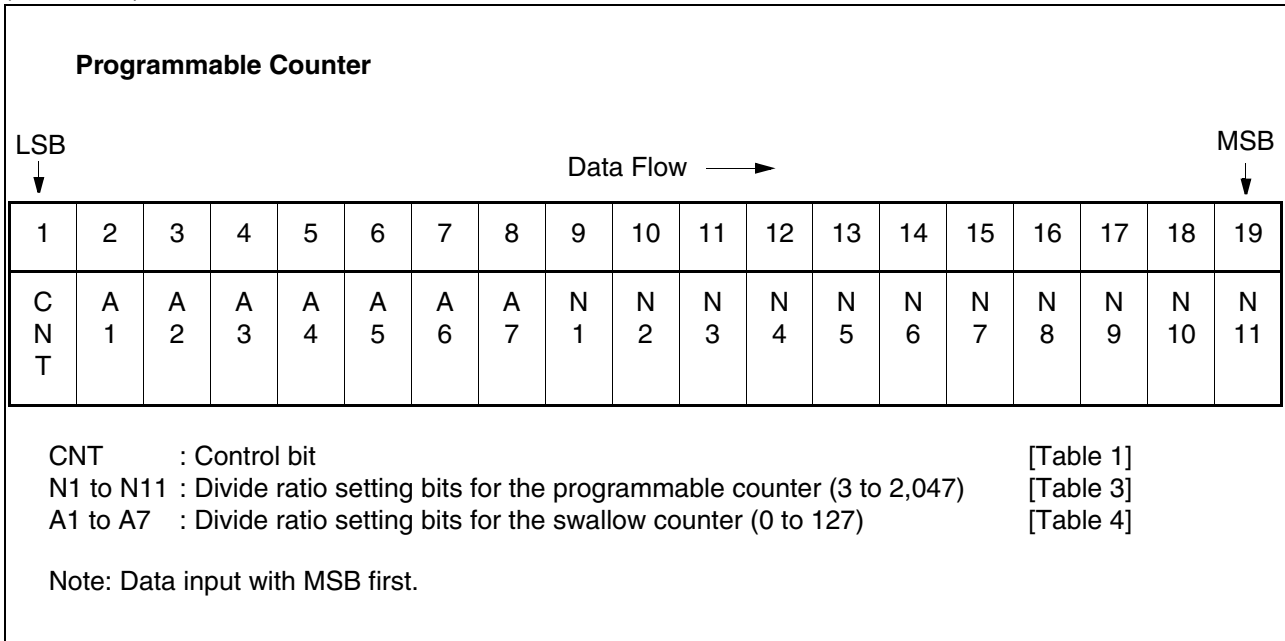 Programmable Counter
LSB
MSB
Data Flow
1 2 3 4 5 6 7 8 9 10 11 12 13 14 15 16 17 18 19
C N T A 1 A 2 A 3 A 4 A 5 A 6 A 7 N 1 N 2 N 3 N 4 N 5 N 6 N 7 N 8 N 9 N 10 N 11
CNT : Control bit [Table 1]
N1 to N11 : Divide ratio setting bits for the programmable counter (3 to 2,047) [Table 3]
A1 to A7 : Divide ratio setting bits for the swallow counter (0 to 127) [Table 4]
Note: Data input with MSB first.